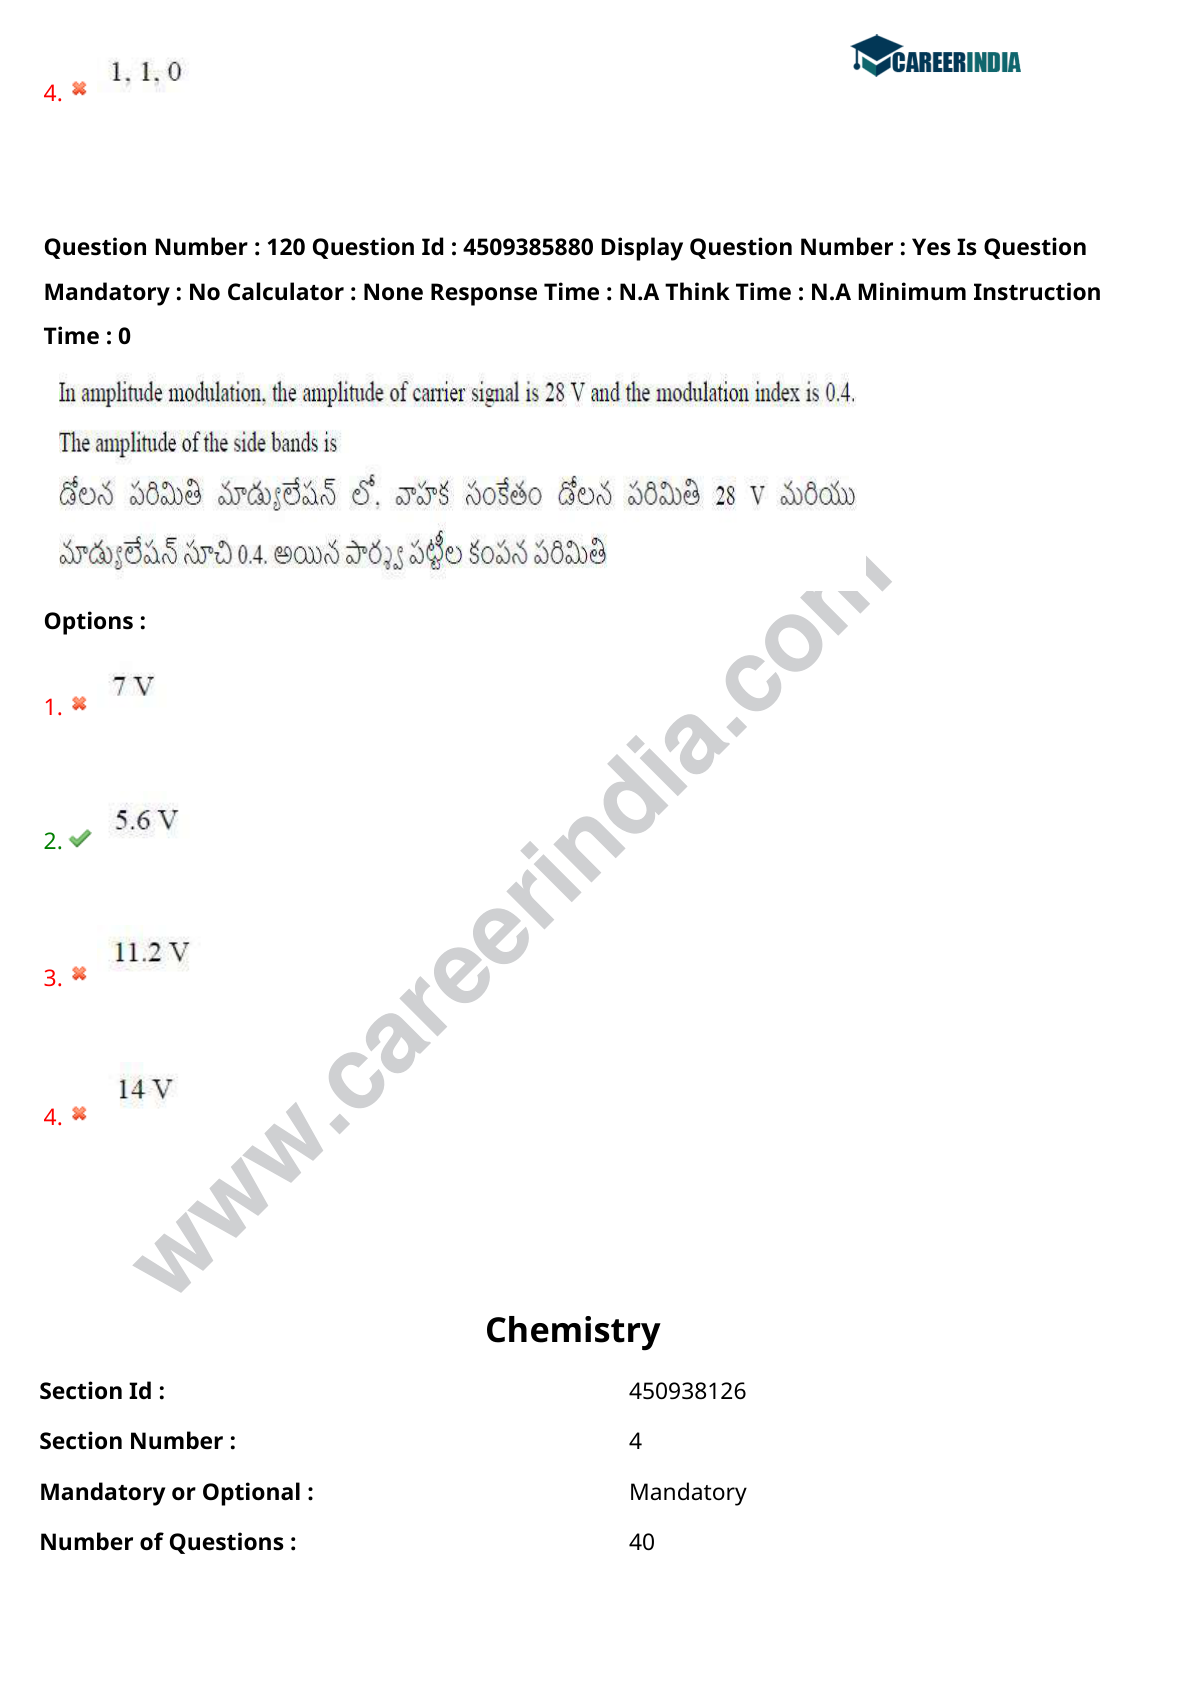 CAREERINDIA
1, 1, 0
4.
Question Number : 120 Question Id : 4509385880 Display Question Number : Yes Is Question
Mandatory : No Calculator : None Response Time : N.A Think Time : N.A Minimum Instruction
Time : 0
In amplitude modulation, the amplitude of carrier signal is 28 V and the modulation index is 0.4.
The amplitude of the side bands is
డోలన పరిమితి మాడ్యులేషన్ లో, వాహక సంకేతం డోలన పరిమితి 28 V మరియు
మాడ్యులేషన్ సూచి 0.4. అయిన పార్శ్వ పట్టీల కంపన పరిమితి
Options :
7 V
1.
5.6 V
2.
11.2 V
3.
14 V
4.
www.careerindia.com
Chemistry
Section Id : 450938126
Section Number : 4
Mandatory or Optional : Mandatory
Number of Questions : 40